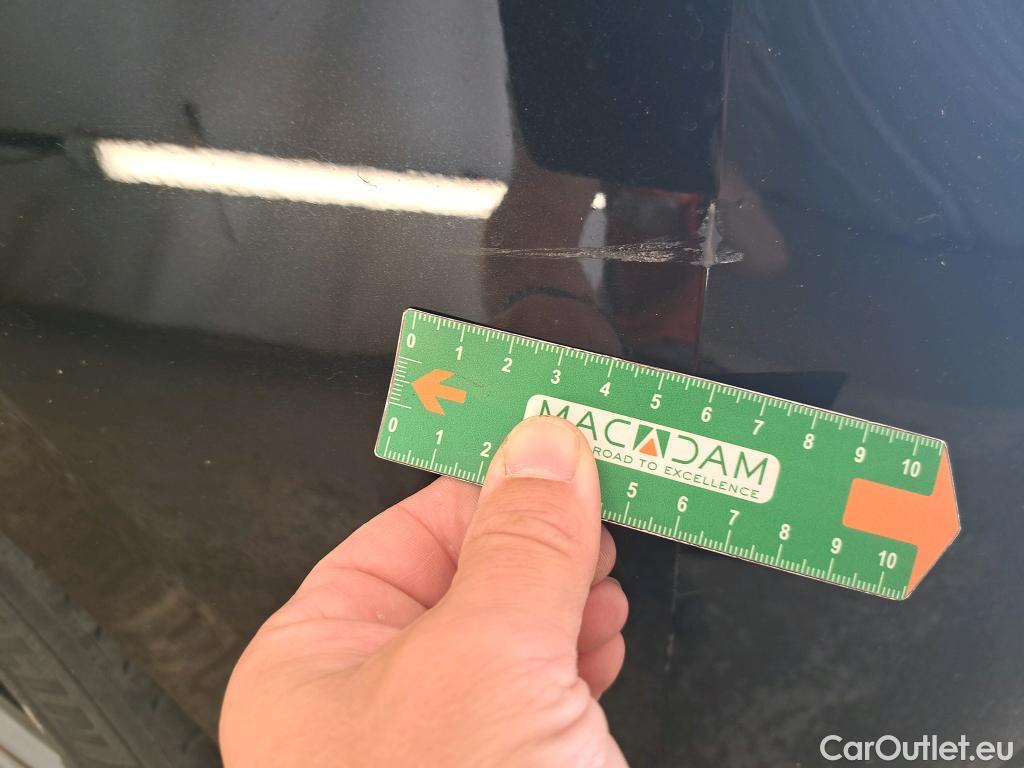 0 1 2 3 4 5 6 7 8 9 10
MACADAM
ROAD TO EXCELLENCE
0 1 2 5 6 7 8 9 10
CarOutlet.eu